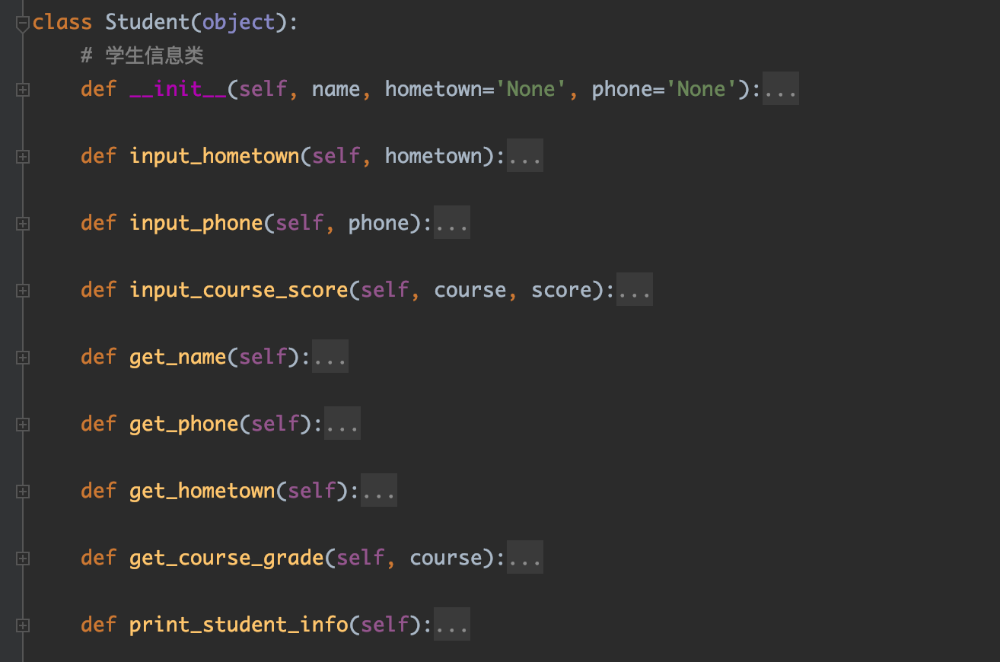 class Student(object):
# 学生信息类
def __init__(self, name, hometown='None', phone='None'):...
def input_hometown(self, hometown):...
def input_phone(self, phone):...
def input_course_score(self, course, score):...
def get_name(self):...
def get_phone(self):...
def get_hometown(self):...
def get_course_grade(self, course):...
def print_student_info(self):...